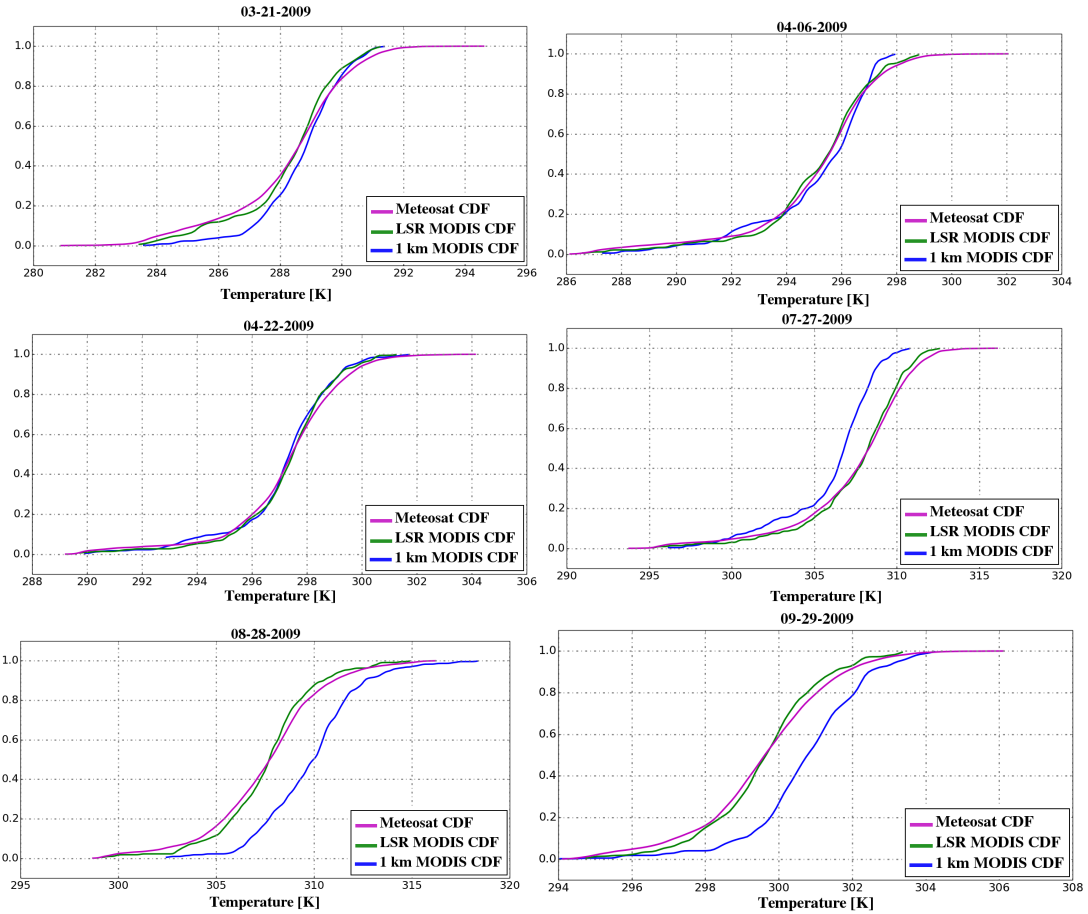 03-21-2009
1.0
0.8
0.6
0.4
0.2
0.0
Meteosat CDF
LSR MODIS CDF
1 km MODIS CDF
280 282 284 286 288 290 292 294 296
Temperature [K]
04-06-2009
1.0
0.8
0.6
0.4
0.2
0.0
Meteosat CDF
LSR MODIS CDF
1 km MODIS CDF
286 288 290 292 294 296 298 300 302 304
Temperature [K]
04-22-2009
1.0
0.8
0.6
0.4
0.2
0.0
Meteosat CDF
LSR MODIS CDF
1 km MODIS CDF
288 290 292 294 296 298 300 302 304 306
Temperature [K]
07-27-2009
1.0
0.8
0.6
0.4
0.2
0.0
Meteosat CDF
LSR MODIS CDF
1 km MODIS CDF
290 295 300 305 310 315 320
Temperature [K]
08-28-2009
1.0
0.8
0.6
0.4
0.2
0.0
Meteosat CDF
LSR MODIS CDF
1 km MODIS CDF
295 300 305 310 315 320
Temperature [K]
09-29-2009
1.0
0.8
0.6
0.4
0.2
0.0
Meteosat CDF
LSR MODIS CDF
1 km MODIS CDF
294 296 298 300 302 304 306 308
Temperature [K]